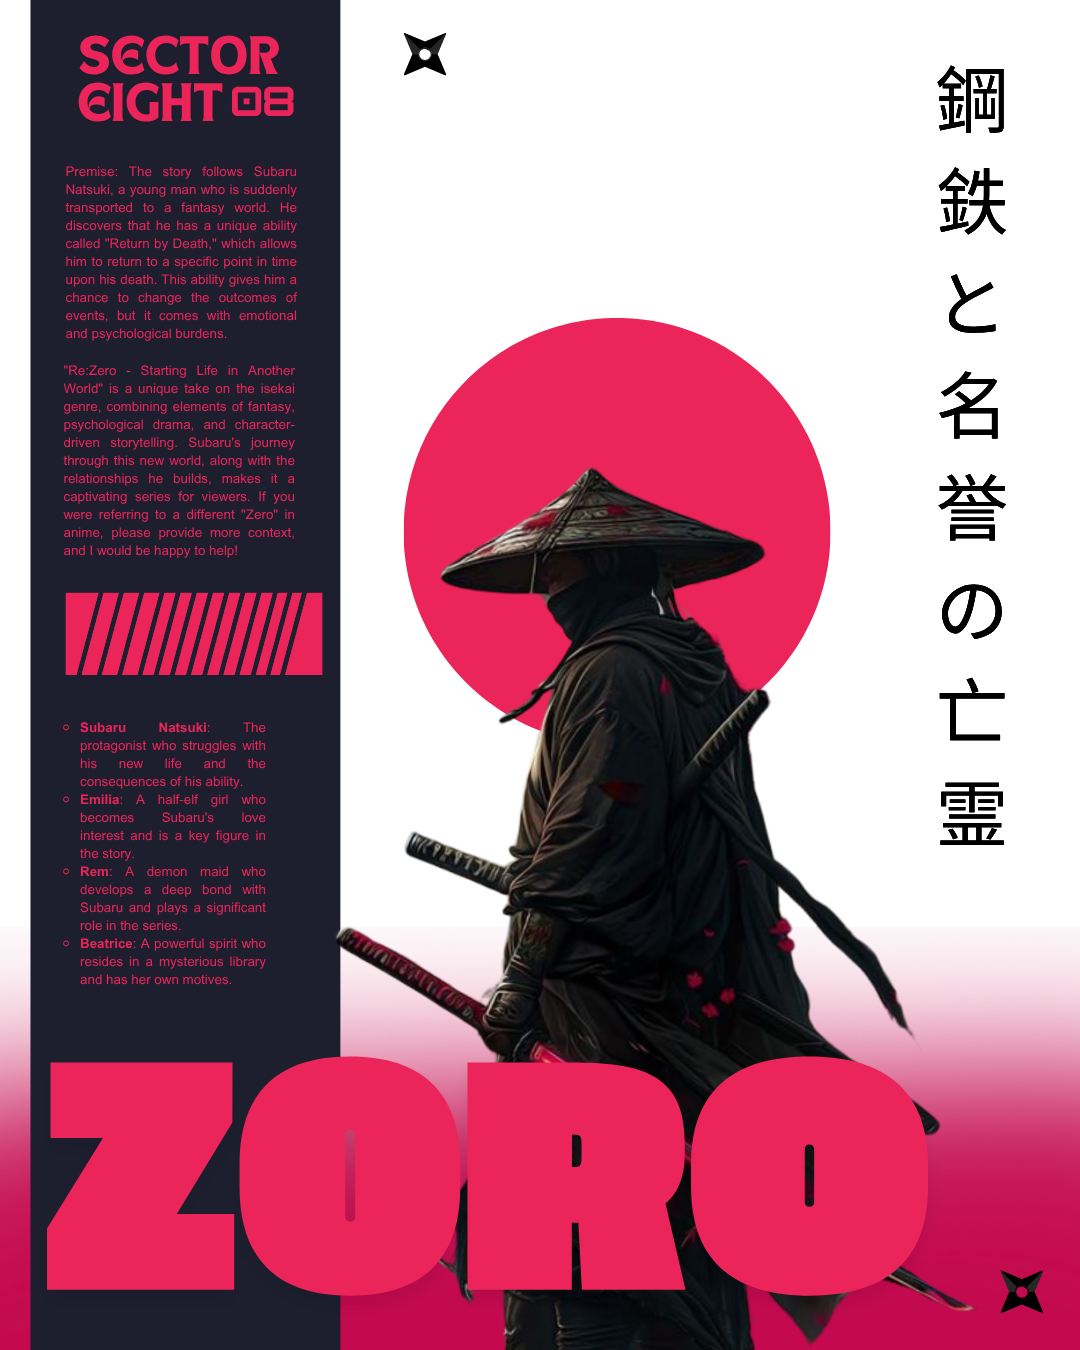 SECTOR
EIGHT 08
Premise: The story follows Subaru
Natsuki, a young man who is suddenly
transported to a fantasy world. He
discovers that he has a unique ability
called "Return by Death," which allows
him to return to a specific point in time
upon his death. This ability gives him a
chance to change the outcomes of
events, but it comes with emotional
and psychological burdens.
"Re:Zero - Starting Life in Another
World" is a unique take on the isekai
genre, combining elements of fantasy,
psychological drama, and character-
driven storytelling. Subaru's journey
through this new world, along with the
relationships he builds, makes it a
captivating series for viewers. If you
were referring to a different "Zero" in
anime, please provide more context,
and I would be happy to help!
Subaru Natsuki: The
protagonist who struggles with
his new life and the
consequences of his ability.
Emilia: A half-elf girl who
becomes Subaru's love
interest and is a key figure in
the story.
Rem: A demon maid who
develops a deep bond with
Subaru and plays a significant
role in the series.
Beatrice: A powerful spirit who
resides in a mysterious library
and has her own motives.
鋼鉄と名誉の亡霊
ZORO